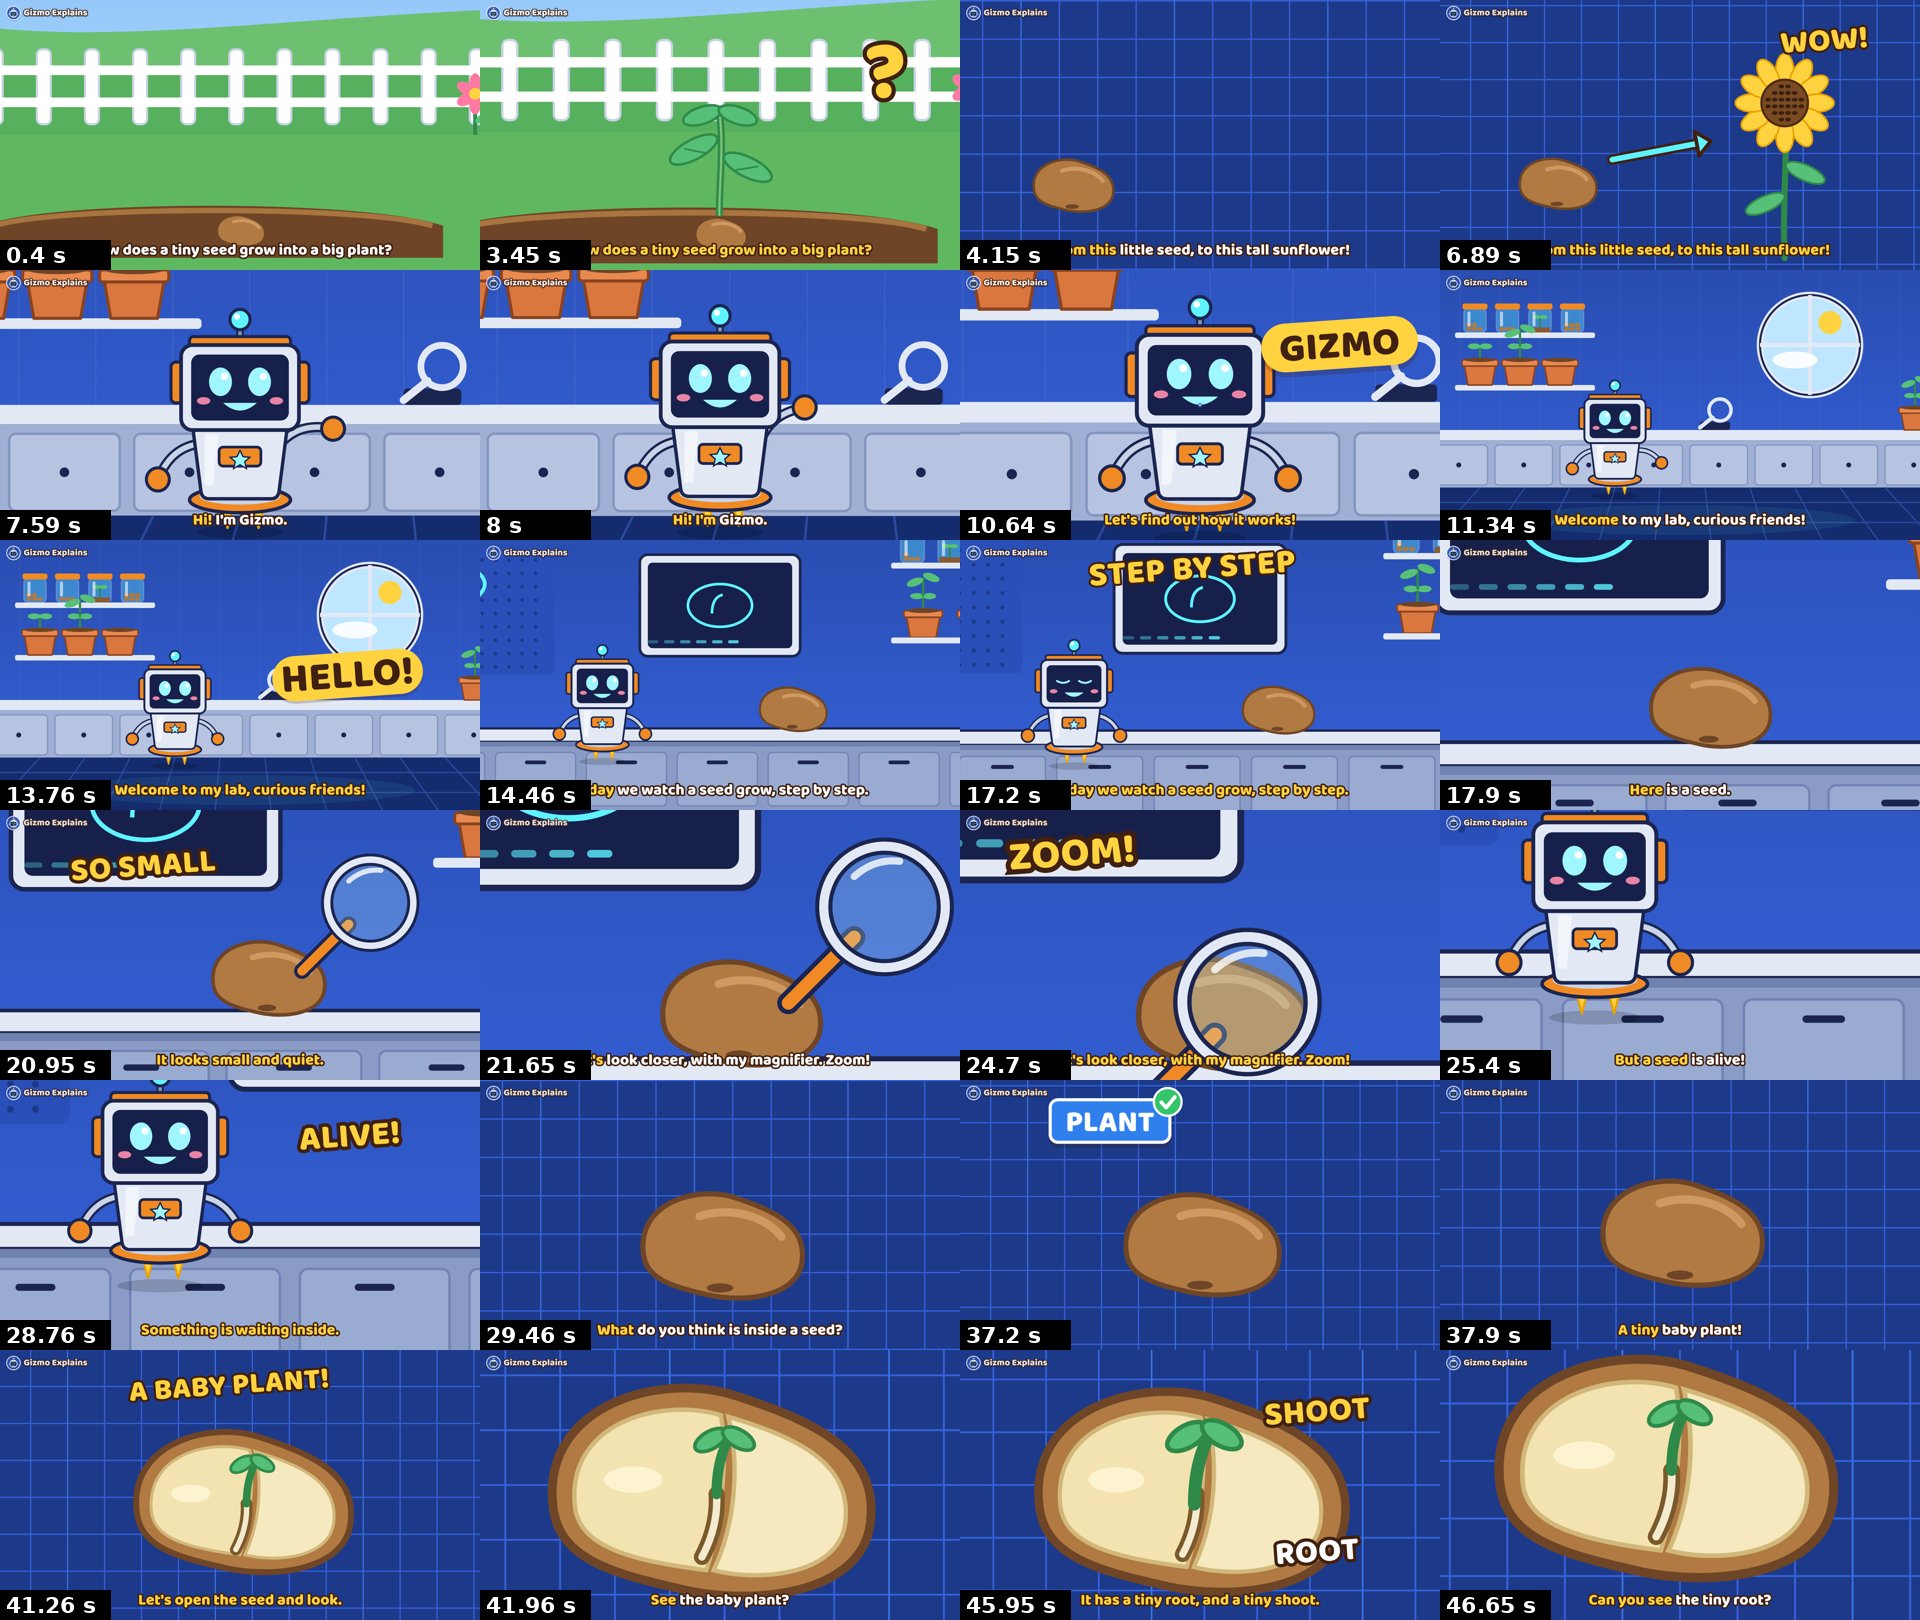 Gizmo Explains
w does a tiny seed grow into a big plant?
0.4 s
Gizmo Explains
?
w does a tiny seed grow into a big plant?
3.45 s
Gizmo Explains
om this little seed, to this tall sunflower!
4.15 s
Gizmo Explains
WOW!
om this little seed, to this tall sunflower!
6.89 s
Gizmo Explains
Hi! I'm Gizmo.
7.59 s
Gizmo Explains
Hi! I'm Gizmo.
8 s
Gizmo Explains
GIZMO
Let's find out how it works!
10.64 s
Gizmo Explains
Welcome to my lab, curious friends!
11.34 s
Gizmo Explains
HELLO!
Welcome to my lab, curious friends!
13.76 s
Gizmo Explains
day we watch a seed grow, step by step.
14.46 s
Gizmo Explains
STEP BY STEP
day we watch a seed grow, step by step.
17.2 s
Gizmo Explains
Here is a seed.
17.9 s
Gizmo Explains
SO SMALL
It looks small and quiet.
20.95 s
Gizmo Explains
's look closer, with my magnifier. Zoom!
21.65 s
Gizmo Explains
ZOOM!
's look closer, with my magnifier. Zoom!
24.7 s
Gizmo Explains
But a seed is alive!
25.4 s
Gizmo Explains
ALIVE!
Something is waiting inside.
28.76 s
Gizmo Explains
What do you think is inside a seed?
29.46 s
Gizmo Explains
PLANT
37.2 s
Gizmo Explains
A tiny baby plant!
37.9 s
Gizmo Explains
A BABY PLANT!
Let's open the seed and look.
41.26 s
Gizmo Explains
See the baby plant?
41.96 s
Gizmo Explains
SHOOT
ROOT
It has a tiny root, and a tiny shoot.
45.95 s
Gizmo Explains
Can you see the tiny root?
46.65 s